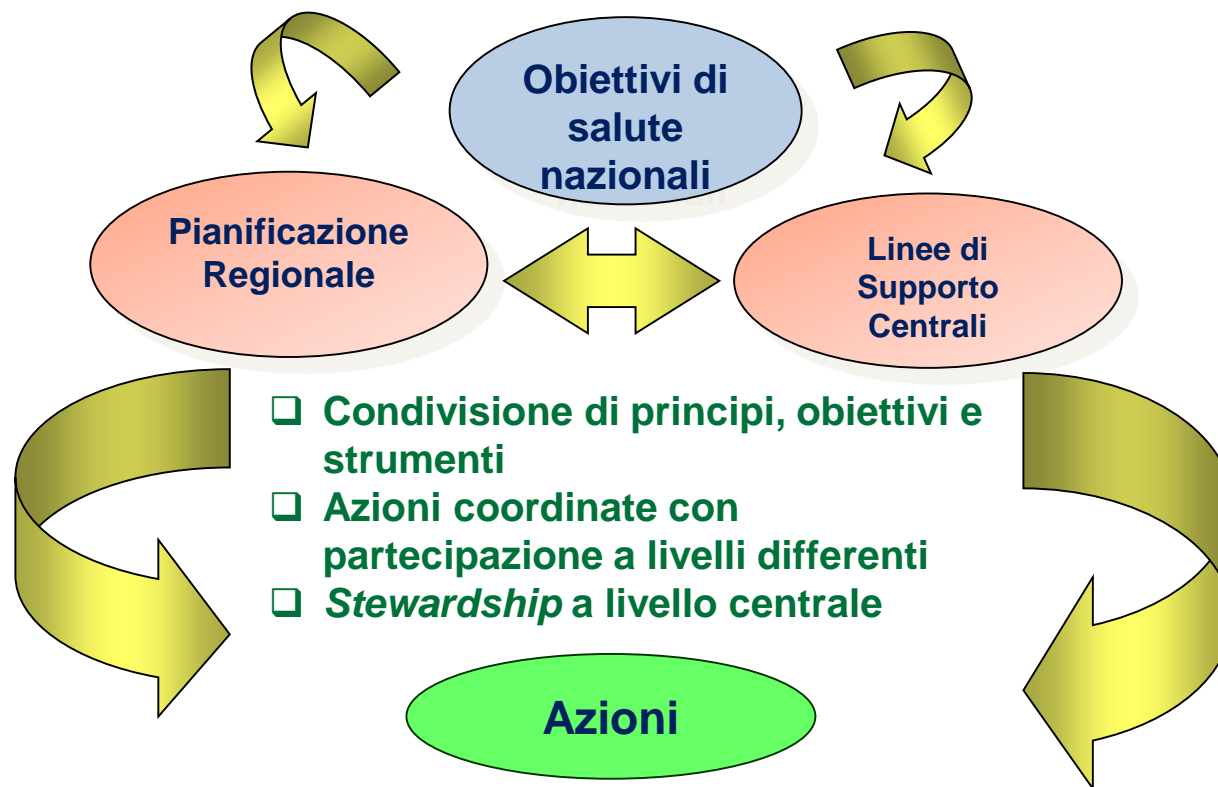 Obiettivi di
salute
nazionali
Pianificazione
Regionale
Linee di
Supporto
Centrali
❑ Condivisione di principi, obiettivi e
strumenti
❑ Azioni coordinate con
partecipazione a livelli differenti
❑ Stewardship a livello centrale
Azioni